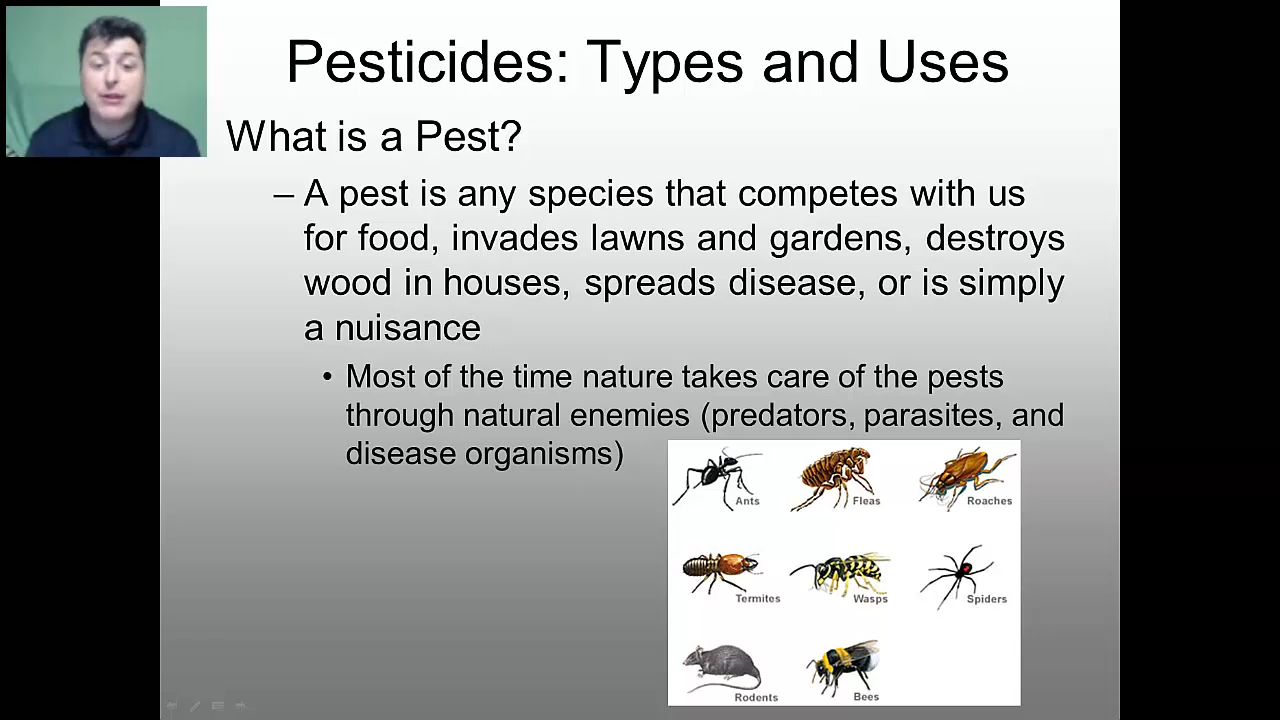 Pesticides: Types and Uses
What is a Pest?
– A pest is any species that competes with us
for food, invades lawns and gardens, destroys
wood in houses, spreads disease, or is simply
a nuisance
• Most of the time nature takes care of the pests
through natural enemies (predators, parasites, and
disease organisms)
Ants
Fleas
Roaches
Termites
Wasps
Spiders
Rodents
Bees